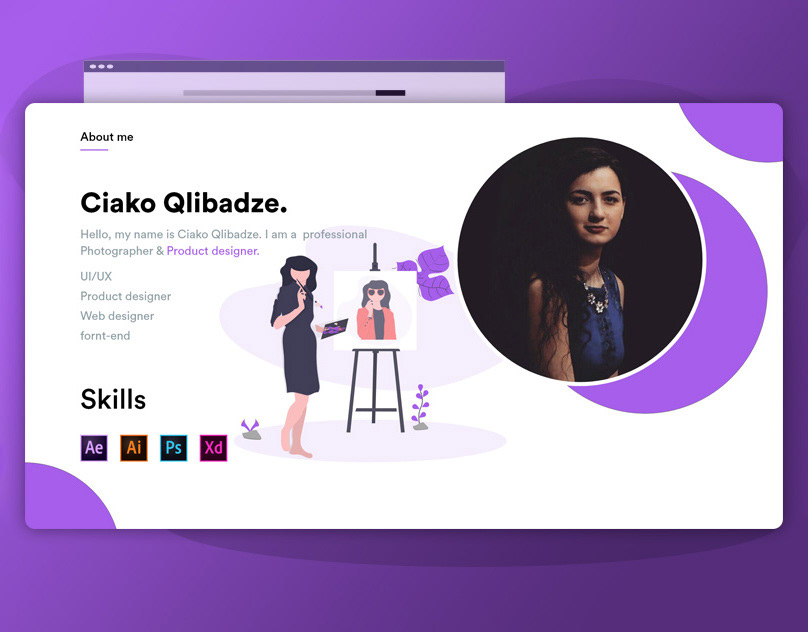 About me
Ciako Qlibadze.
Hello, my name is Ciako Qlibadze. I am a professional
Photographer & Product designer.
UI/UX
Product designer
Web designer
fornt-end
Skills
Ae Ai Ps Xd